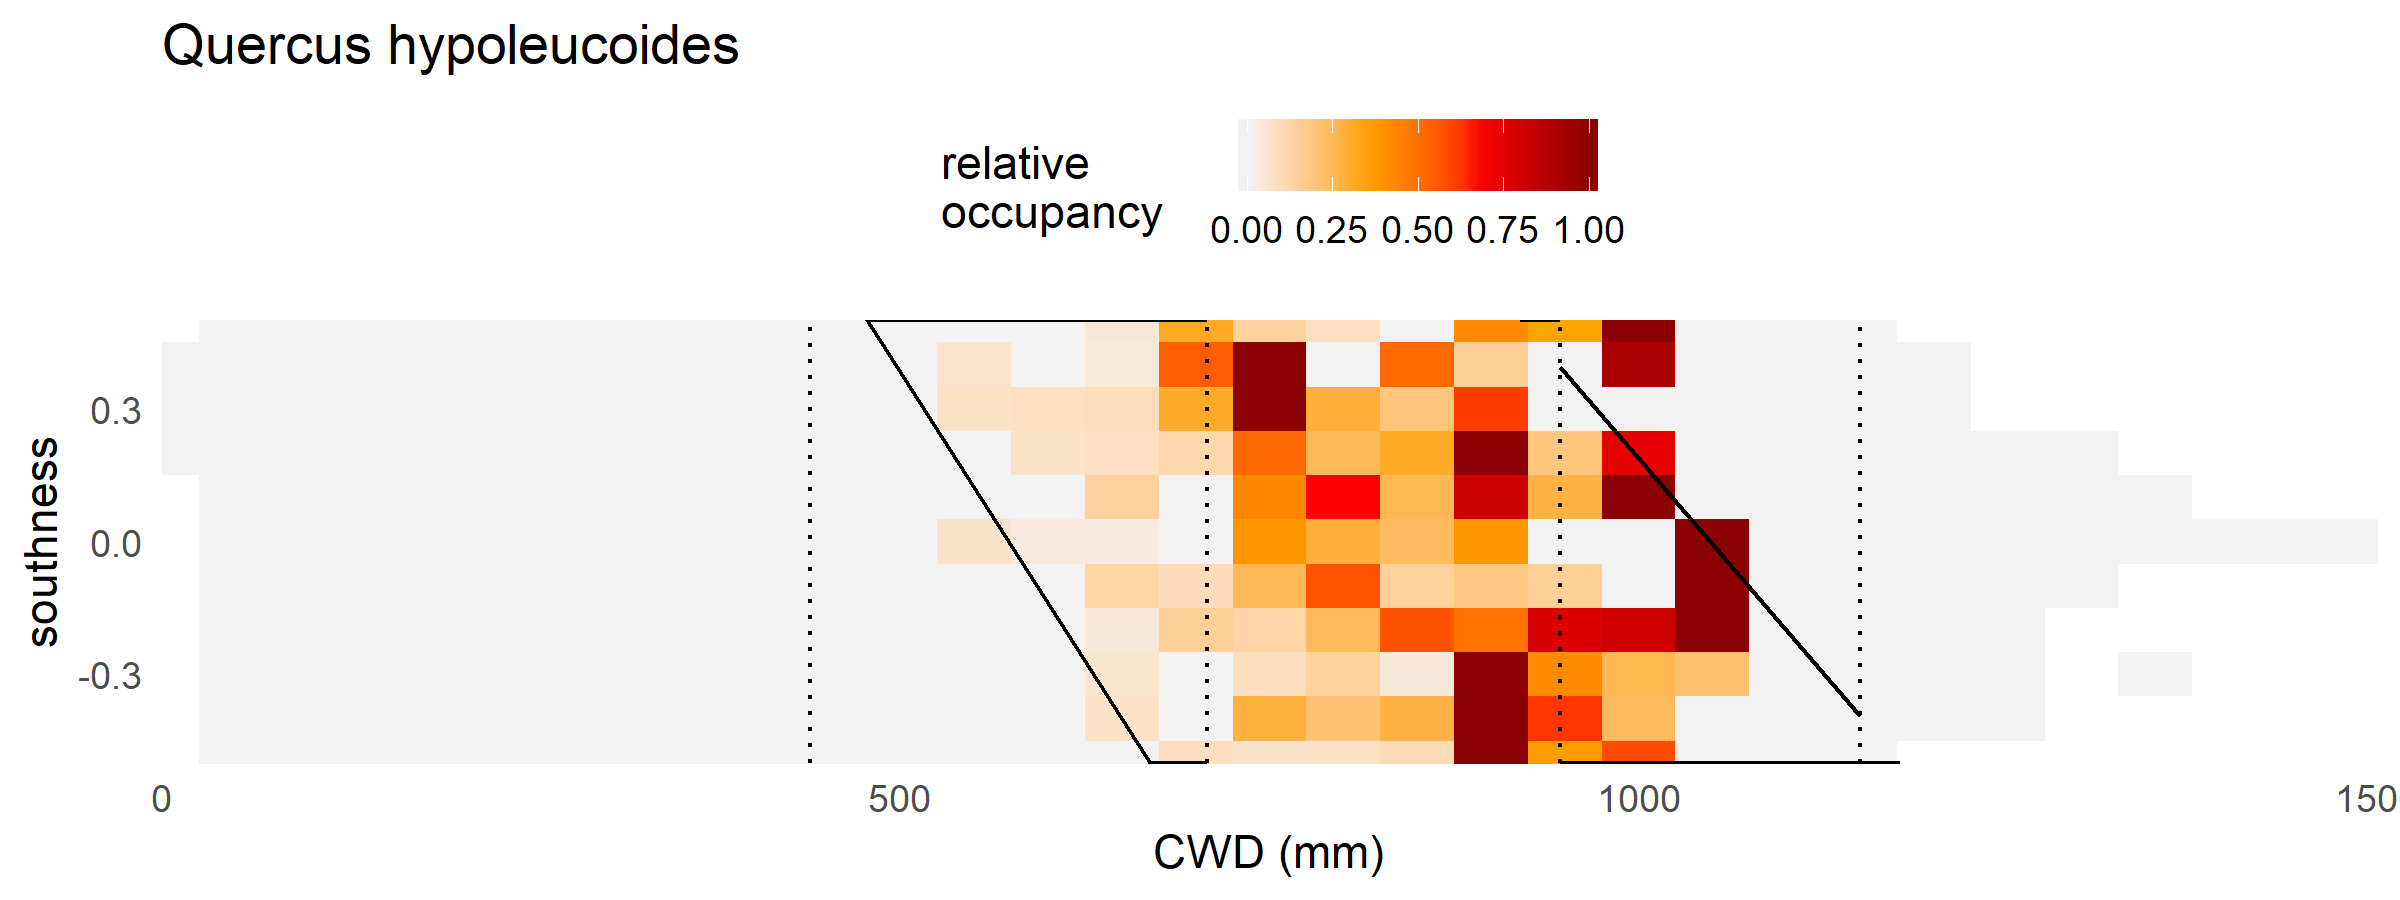 Quercus hypoleucoides
relative
occupancy
0.00 0.25 0.50 0.75 1.00
southness
0.3
0.0
-0.3
0 500 1000 150
CWD (mm)